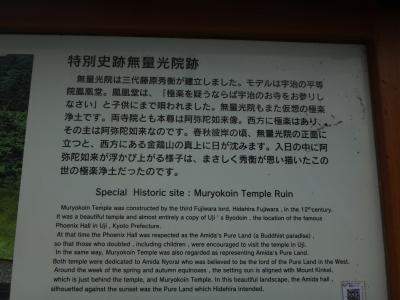 特別史跡無量光院跡
無量光院は三代藤原秀衡が建立しました。モデルは宇治の平等
院鳳凰堂。鳳凰堂は、「極楽を疑うならば宇治のお寺をお参りし
なさい」と子供にまで唄われました。無量光院もまた仮想の極楽
浄土です。両寺院とも本尊は阿弥陀如来像。西方に極楽はあり、
その主は阿弥陀如来なのです。春秋彼岸の頃、無量光院の正面に
立つと、西方にある金鶏山の真上に日が沈みます。入日の中に阿
弥陀如来が浮かび上がる様子は、まさしく秀衡が思い描いたこの
世の極楽浄土だったのです。
Special Historic site : Muryokoin Temple Ruin
Muryokoin Temple was constructed by the third Fujiwara lord, Hidehira Fujiwara , in the 12th century.
It was a beautiful temple and almost entirely a copy of Uji's Byodoin , the location of the famous
Phoenix Hall in Uji , Kyoto Prefecture.
At that time the Phoenix Hall was respected as the Amida's Pure Land (a Buddhist paradise) ,
so that those who doubted , including children , were encouraged to visit the temple in Uji.
In the same way, Muryokoin Temple was also regarded as representing Amida's Pure Land.
Both temple were dedicated to Amida Nyorai who was believed to be the lord of the Pure Land in the West.
Around the week of the spring and autumn equinoxes , the setting sun is aligned with Mount Kinkei,
which is just behind the temple, and Muryokoin Temple. In this beautiful landscape, the Amida hall ,
silhouetted against the sunset was the Pure Land which Hidehira intended.